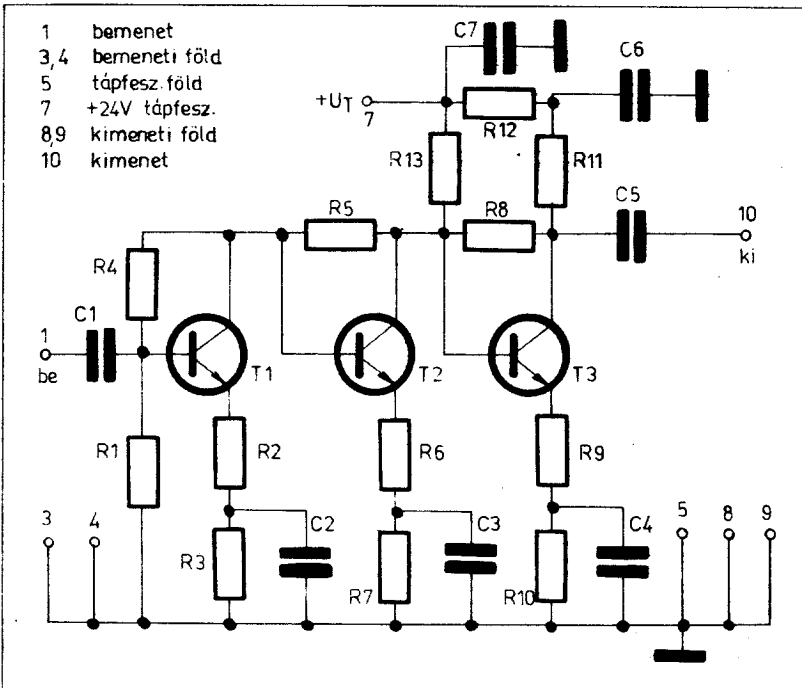 1 bemenet
3,4 bemeneti föld
5 tápfesz. föld
7 +24V tápfesz.
8,9 kimeneti föld
10 kimenet
C7
C6
+UT
7
R12
R13
R11
R5
R8
C5
10
ki
R4
C1
1
be
T1
T2
T3
R1
R2
R6
R9
3
4
C2
C3
C4
5
8
9
R3
R7
R10